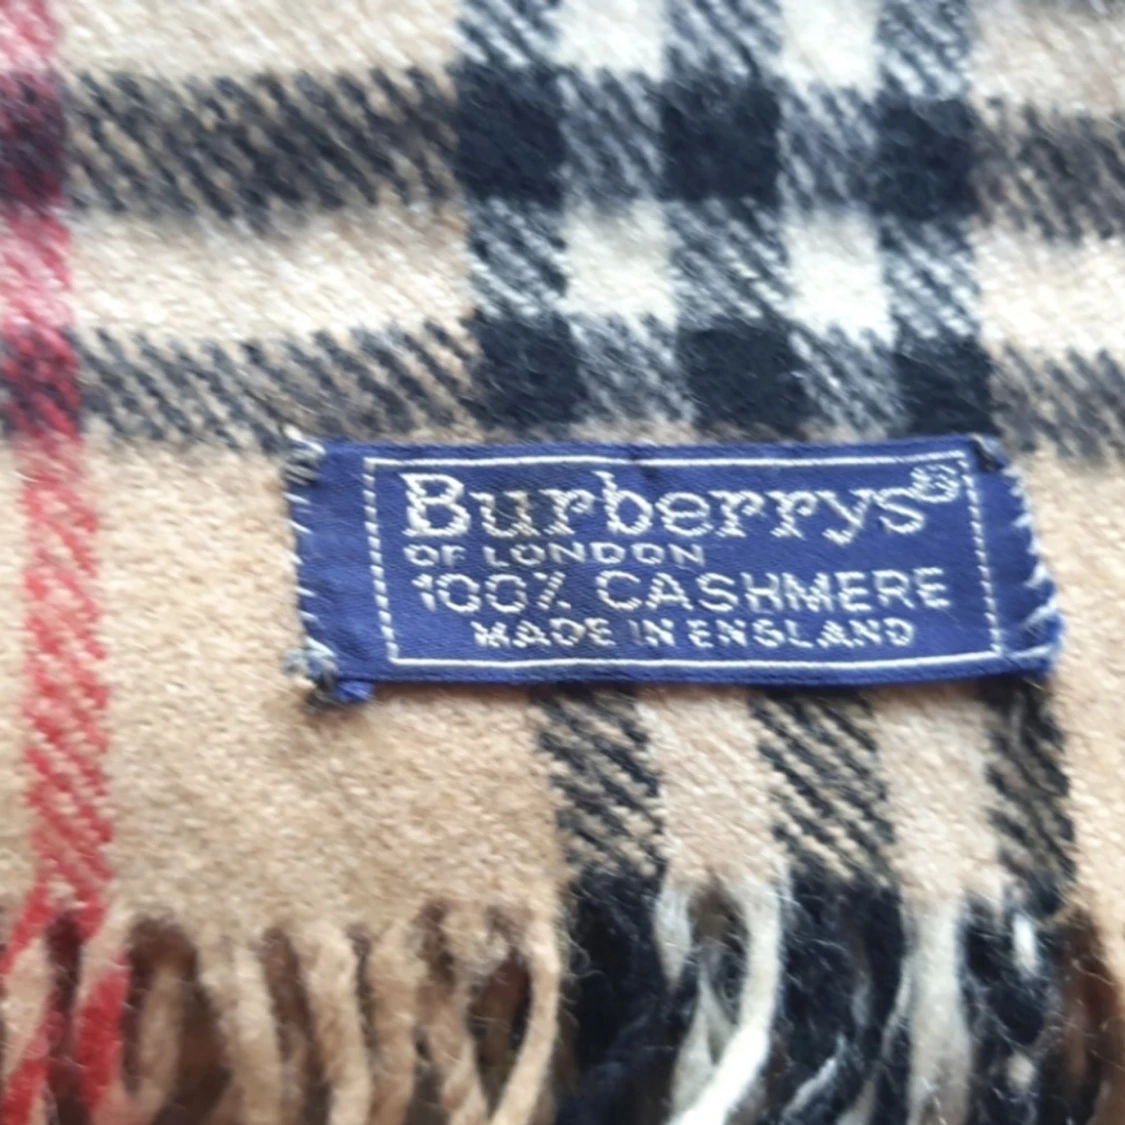 Burberrys®
OF LONDON
100% CASHMERE
MADE IN ENGLAND